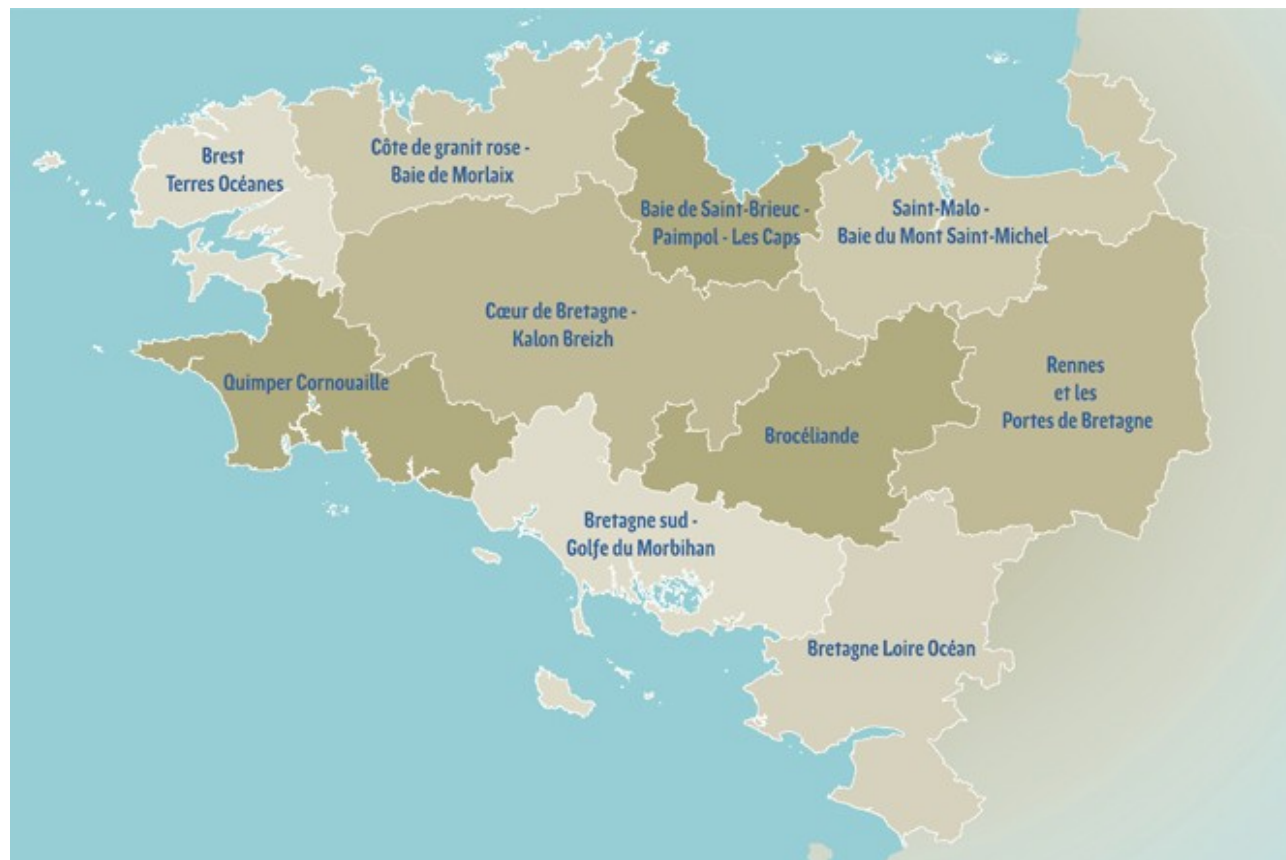 Brest
Terres Océanes
Côte de granit rose -
Baie de Morlaix
Baie de Saint-Brieuc -
Paimpol - Les Caps
Saint-Malo -
Baie du Mont Saint-Michel
Cœur de Bretagne -
Kalon Breizh
Quimper Cornouaille
Rennes
et les
Portes de Bretagne
Brocéliande
Bretagne sud -
Golfe du Morbihan
Bretagne Loire Océan